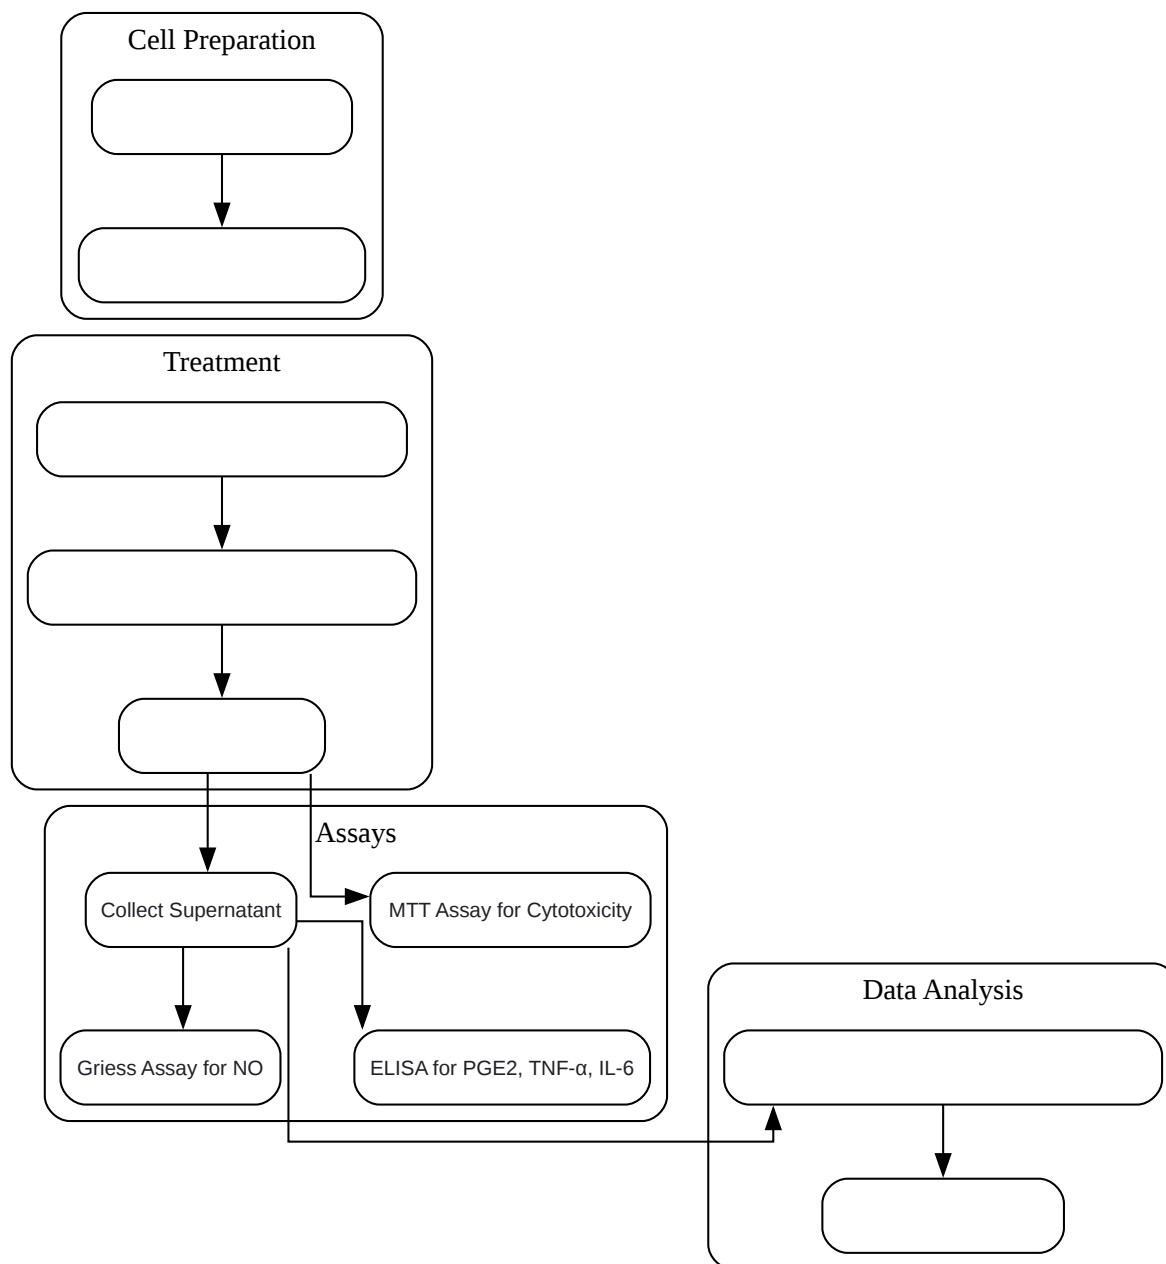 Cell Preparation
Treatment
Assays
Collect Supernatant
MTT Assay for Cytotoxicity
Data Analysis
Griess Assay for NO
ELISA for PGE2, TNF-α, IL-6